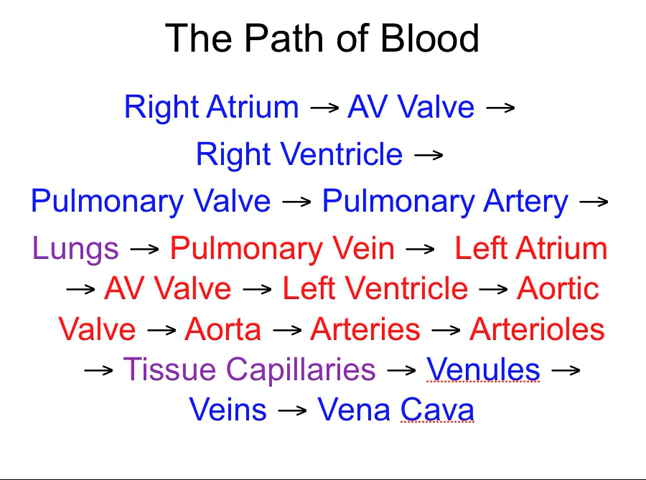 The Path of Blood
Right Atrium → AV Valve →
Right Ventricle →
Pulmonary Valve → Pulmonary Artery →
Lungs → Pulmonary Vein → Left Atrium
→ AV Valve → Left Ventricle → Aortic
Valve → Aorta → Arteries → Arterioles
→ Tissue Capillaries → Venules →
Veins → Vena Cava